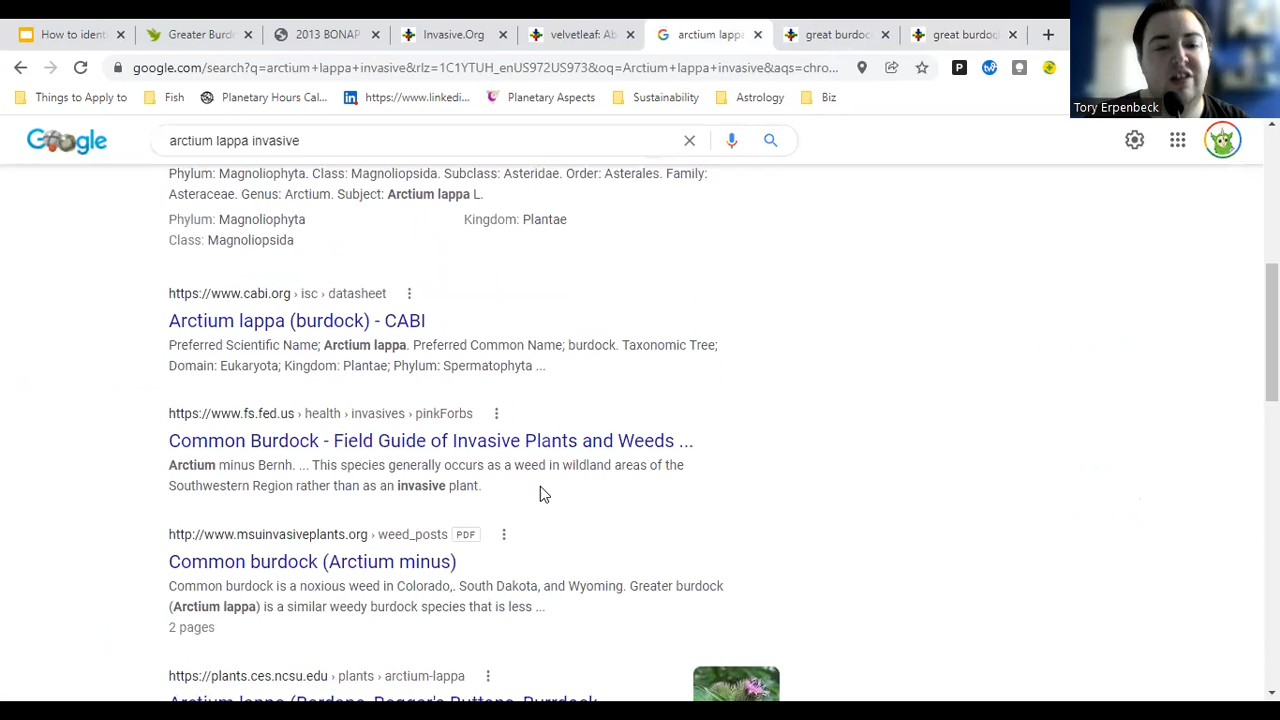 How to ident
Greater Burd
2013 BONAP
Invasive.Org
velvetleaf: Ab
arctium lappa
great burdoc
great burdoc
google.com/search?q=arctium+lappa+invasive&rlz=1C1YTUH_enUS972US973&oq=Arctium+lappa+invasive&aqs=chro...
Tory Erpenbeck
Things to Apply to
Fish
Planetary Hours Cal...
https://www.linkedi...
Planetary Aspects
Sustainability
Astrology
Biz
Google
arctium lappa invasive
Phylum: Magnoliophyta. Class: Magnoliopsida. Subclass: Asteridae. Order: Asterales. Family:
Asteraceae. Genus: Arctium. Subject: Arctium lappa L.
Phylum: Magnoliophyta Kingdom: Plantae
Class: Magnoliopsida
https://www.cabi.org › isc › datasheet
Arctium lappa (burdock) - CABI
Preferred Scientific Name; Arctium lappa. Preferred Common Name; burdock. Taxonomic Tree;
Domain: Eukaryota; Kingdom: Plantae; Phylum: Spermatophyta ...
https://www.fs.fed.us › health › invasives › pinkForbs
Common Burdock - Field Guide of Invasive Plants and Weeds ...
Arctium minus Bernh. ... This species generally occurs as a weed in wildland areas of the
Southwestern Region rather than as an invasive plant.
http://www.msuinvasiveplants.org › weed_posts PDF
Common burdock (Arctium minus)
Common burdock is a noxious weed in Colorado,. South Dakota, and Wyoming. Greater burdock
(Arctium lappa) is a similar weedy burdock species that is less ...
2 pages
https://plants.ces.ncsu.edu › plants › arctium-lappa
Arctium lappa (Bardane, Beggar's Buttons, Burrdock